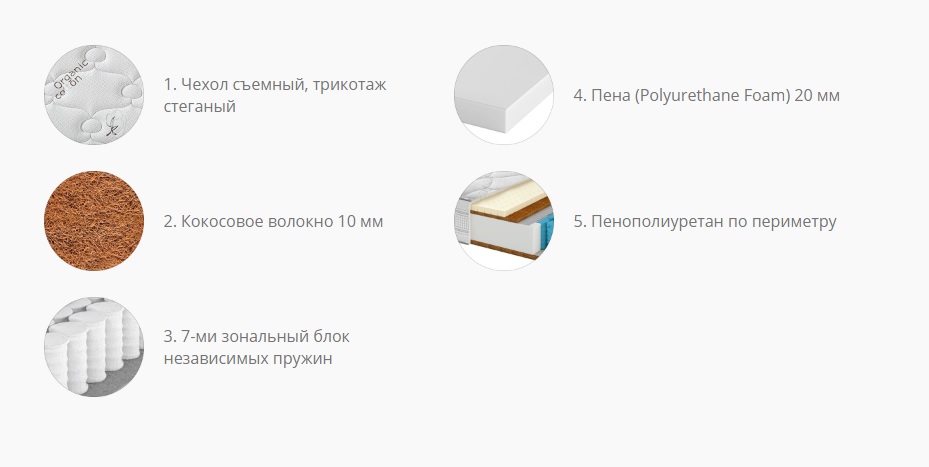 Organic
1. Чехол съемный, трикотаж
стеганый
2. Кокосовое волокно 10 мм
3. 7-ми зональный блок
независимых пружин
4. Пена (Polyurethane Foam) 20 мм
5. Пенополиуретан по периметру